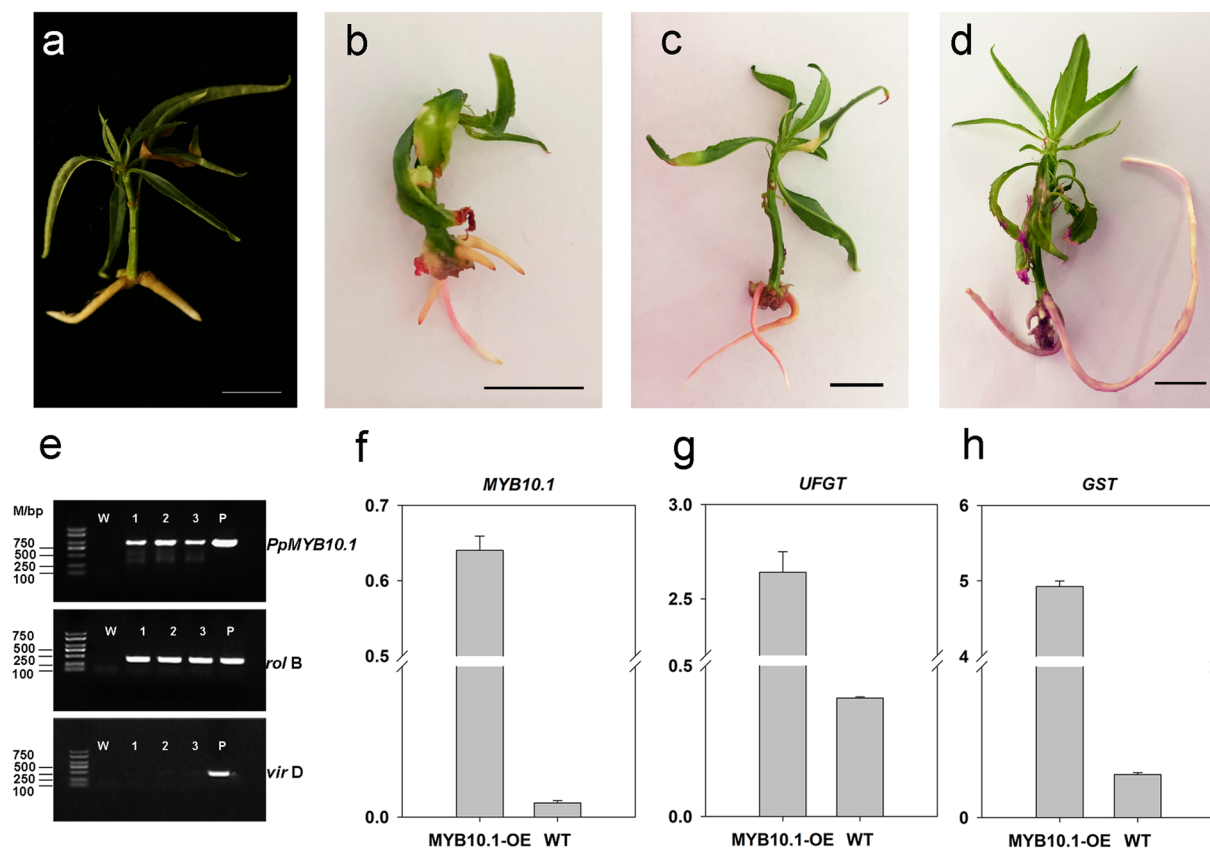 a
b
c
d
e
M/bp
W 1 2 3 P
750
500
250
100
PpMYB10.1
W 1 2 3 P
750
500
250
100
rol B
W 1 2 3 P
750
500
250
100
vir D
f
MYB10.1
0.7
0.6
0.5
0.0
MYB10.1-OE WT
g
UFGT
3.0
2.5
0.5
0.0
MYB10.1-OE WT
h
GST
6
5
4
0
MYB10.1-OE WT